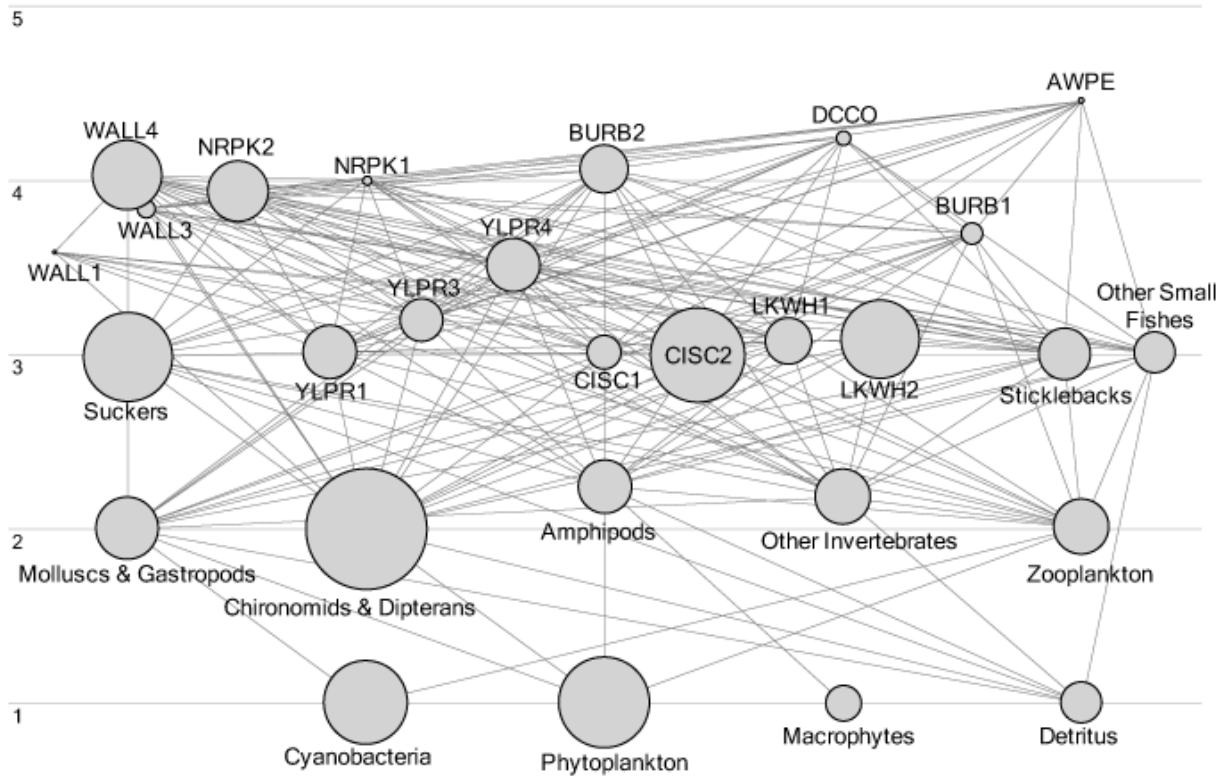 5
AWPE
DCCO
WALL4
BURB2
NRPK2
NRPK1
4
BURB1
WALL3
YLPR4
WALL1
YLPR3
Other Small
Fishes
LKWH1
CISC2
3
CISC1
YLPR1
LKWH2
Sticklebacks
Suckers
Amphipods
2
Other Invertebrates
Molluscs & Gastropods
Zooplankton
Chironomids & Dipterans
1
Macrophytes
Detritus
Cyanobacteria
Phytoplankton